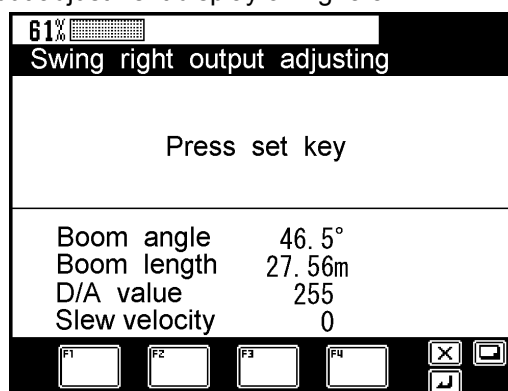 61%
Swing right output adjusting
Press set key
Boom angle 46.5°
Boom length 27.56m
D/A value 255
Slew velocity 0
F1 F2 F3 F4